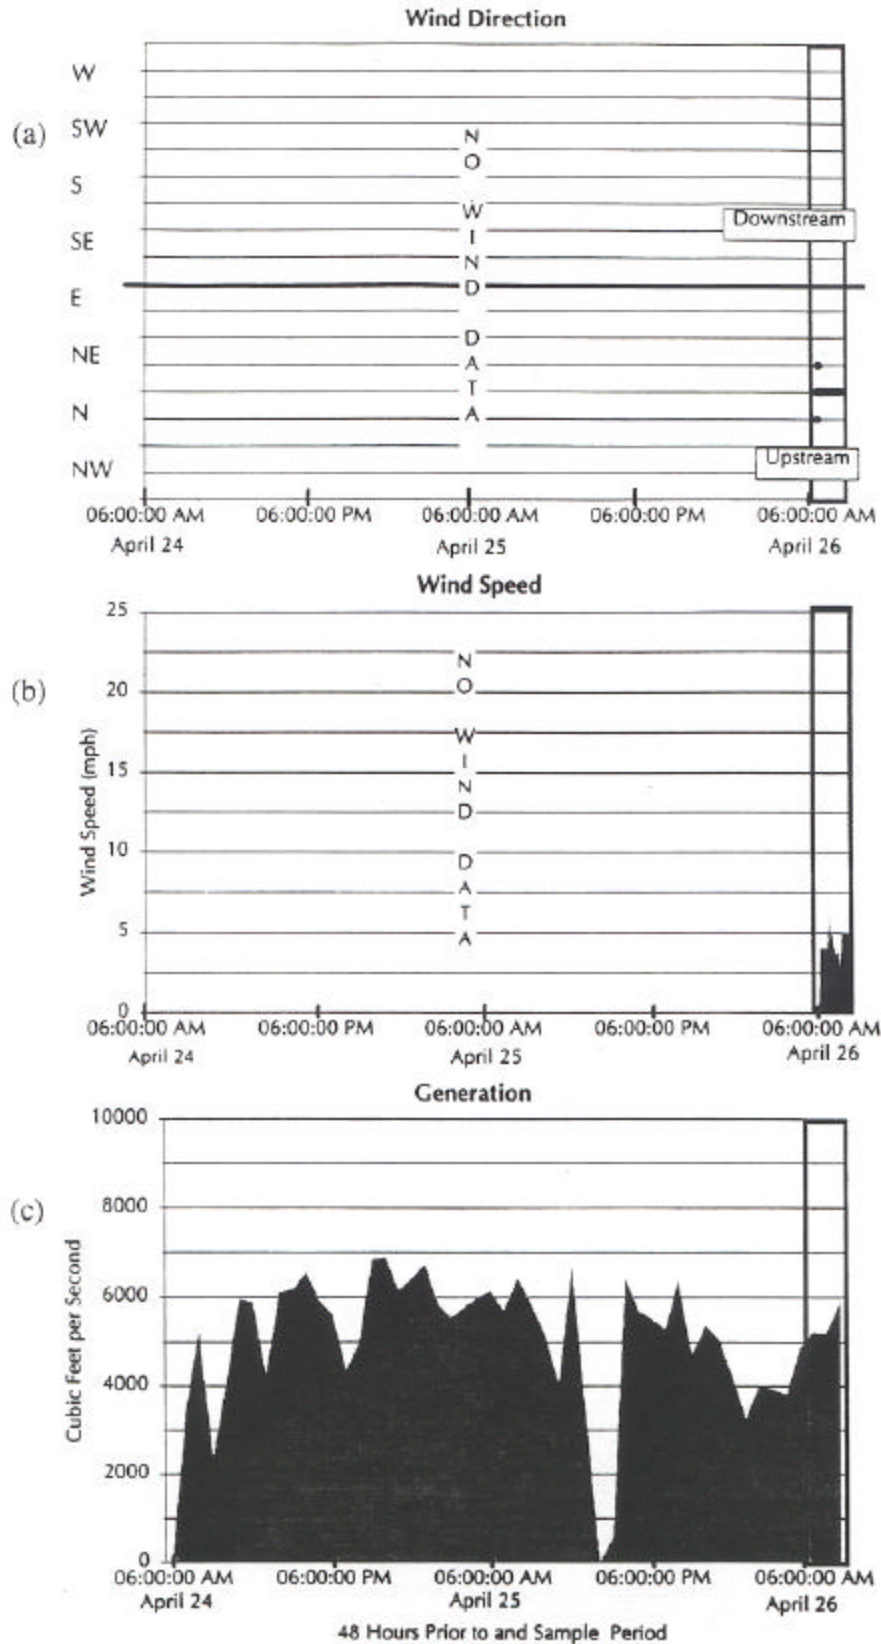 Wind Direction
(a)
W
SW
S
SE
E
NE
N
NW
NO WIND DATA
Downstream
Upstream
06:00:00 AM 06:00:00 PM 06:00:00 AM 06:00:00 PM 06:00:00 AM
April 24 April 25 April 26
Wind Speed
(b)
Wind Speed (mph)
25
20
15
10
5
0
NO WIND DATA
06:00:00 AM 06:00:00 PM 06:00:00 AM 06:00:00 PM 06:00:00 AM
April 24 April 25 April 26
Generation
(c)
Cubic Feet per Second
10000
8000
6000
4000
2000
0
06:00:00 AM 06:00:00 PM 06:00:00 AM 06:00:00 PM 06:00:00 AM
April 24 April 25 April 26
48 Hours Prior to and Sample Period